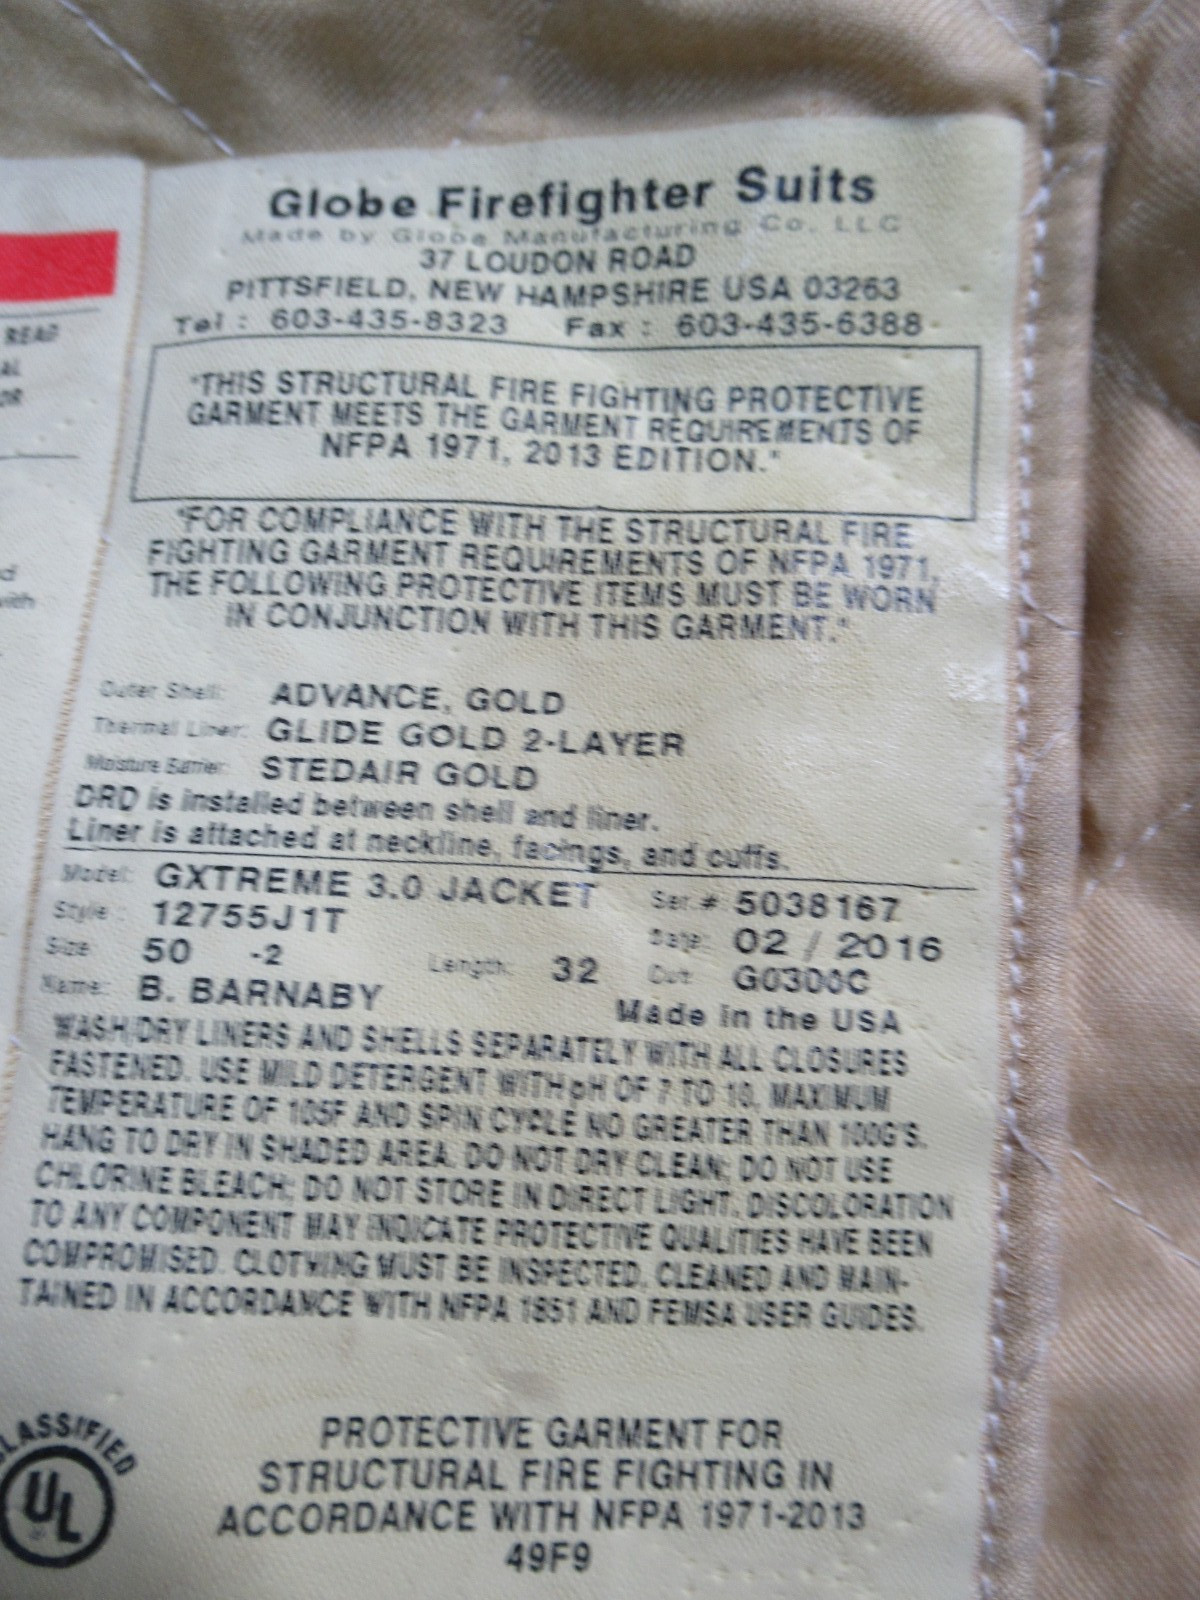 READ
AL
OR
d
with
Globe Firefighter Suits
Made by Globe Manufacturing Co. LLC
37 LOUDON ROAD
PITTSFIELD, NEW HAMPSHIRE USA 03263
Tel : 603-435-8323 Fax : 603-435-6388
"THIS STRUCTURAL FIRE FIGHTING PROTECTIVE
GARMENT MEETS THE GARMENT REQUIREMENTS OF
NFPA 1971, 2013 EDITION."
"FOR COMPLIANCE WITH THE STRUCTURAL FIRE
FIGHTING GARMENT REQUIREMENTS OF NFPA 1971,
THE FOLLOWING PROTECTIVE ITEMS MUST BE WORN
IN CONJUNCTION WITH THIS GARMENT."
Outer Shell: ADVANCE, GOLD
Thermal Liner: GLIDE GOLD 2-LAYER
Moisture Barrier: STEDAIR GOLD
DRD is installed between shell and liner.
Liner is attached at neckline, facings, and cuffs.
Model: GXTREME 3.0 JACKET Ser.# 5038167
Style : 12755J1T Date: 02 / 2016
Size 50 -2 Length: 32 Cut G0300C
Name: B. BARNABY Made in the USA
WASH/DRY LINERS AND SHELLS SEPARATELY WITH ALL CLOSURES
FASTENED. USE MILD DETERGENT WITH pH OF 7 TO 10, MAXIMUM
TEMPERATURE OF 105F AND SPIN CYCLE NO GREATER THAN 100G'S.
HANG TO DRY IN SHADED AREA. DO NOT DRY CLEAN; DO NOT USE
CHLORINE BLEACH; DO NOT STORE IN DIRECT LIGHT. DISCOLORATION
TO ANY COMPONENT MAY INDICATE PROTECTIVE QUALITIES HAVE BEEN
COMPROMISED. CLOTHING MUST BE INSPECTED, CLEANED AND MAIN-
TAINED IN ACCORDANCE WITH NFPA 1851 AND FEMSA USER GUIDES.
CLASSIFIED
UL
PROTECTIVE GARMENT FOR
STRUCTURAL FIRE FIGHTING IN
ACCORDANCE WITH NFPA 1971-2013
49F9